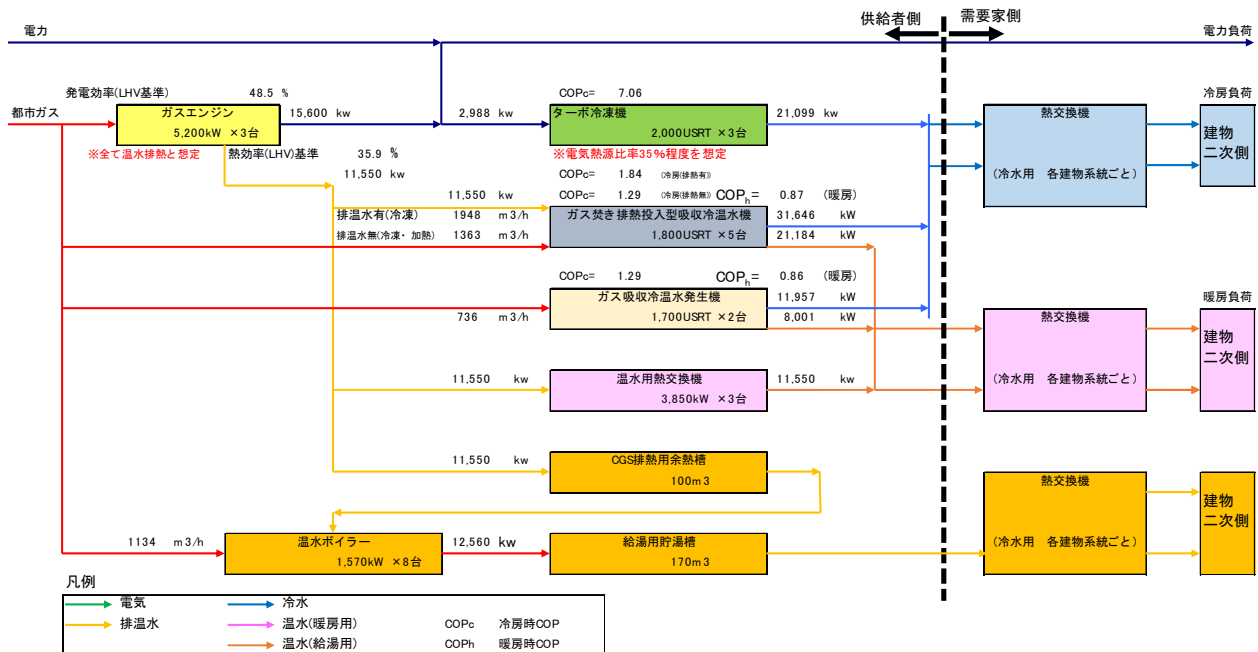 供給者側 需要家側
電力 電力負荷
発電効率(LHV基準) 48.5 % COPc= 7.06 冷房負荷
都市ガス ガスエンジン 15,600 kw 2,988 kw ターボ冷凍機 21,099 kw 熱交換機
5,200kW ×3台 2,000USRT ×3台 建物
二次側
※全て温水排熱と想定 熱効率(LHV)基準 35.9 % ※電気熱源比率35%程度を想定
11,550 kw COPc= 1.84 (冷房(排熱有)) (冷水用 各建物系統ごと)
11,550 kw COPc= 1.29 (冷房(排熱無)) COPh= 0.87 (暖房)
排温水有(冷凍) 1948 m3/h ガス焚き排熱投入型吸収冷温水機 31,646 kW
排温水無(冷凍・加熱) 1363 m3/h 1,800USRT ×5台 21,184 kW
COPc= 1.29 COPh= 0.86 (暖房)
ガス吸収冷温水発生機 11,957 kW 暖房負荷
736 m3/h 1,700USRT ×2台 8,001 kW 熱交換機
建物
二次側
11,550 kw 温水用熱交換機 11,550 kw (冷水用 各建物系統ごと)
3,850kW ×3台
11,550 kw CGS排熱用余熱槽 熱交換機
100m3
建物
二次側
1134 m3/h 温水ボイラー 12,560 kw 給湯用貯湯槽 (冷水用 各建物系統ごと)
1,570kW ×8台 170m3
凡例
電気 冷水
排温水 温水(暖房用) COPc 冷房時COP
温水(給湯用) COPh 暖房時COP